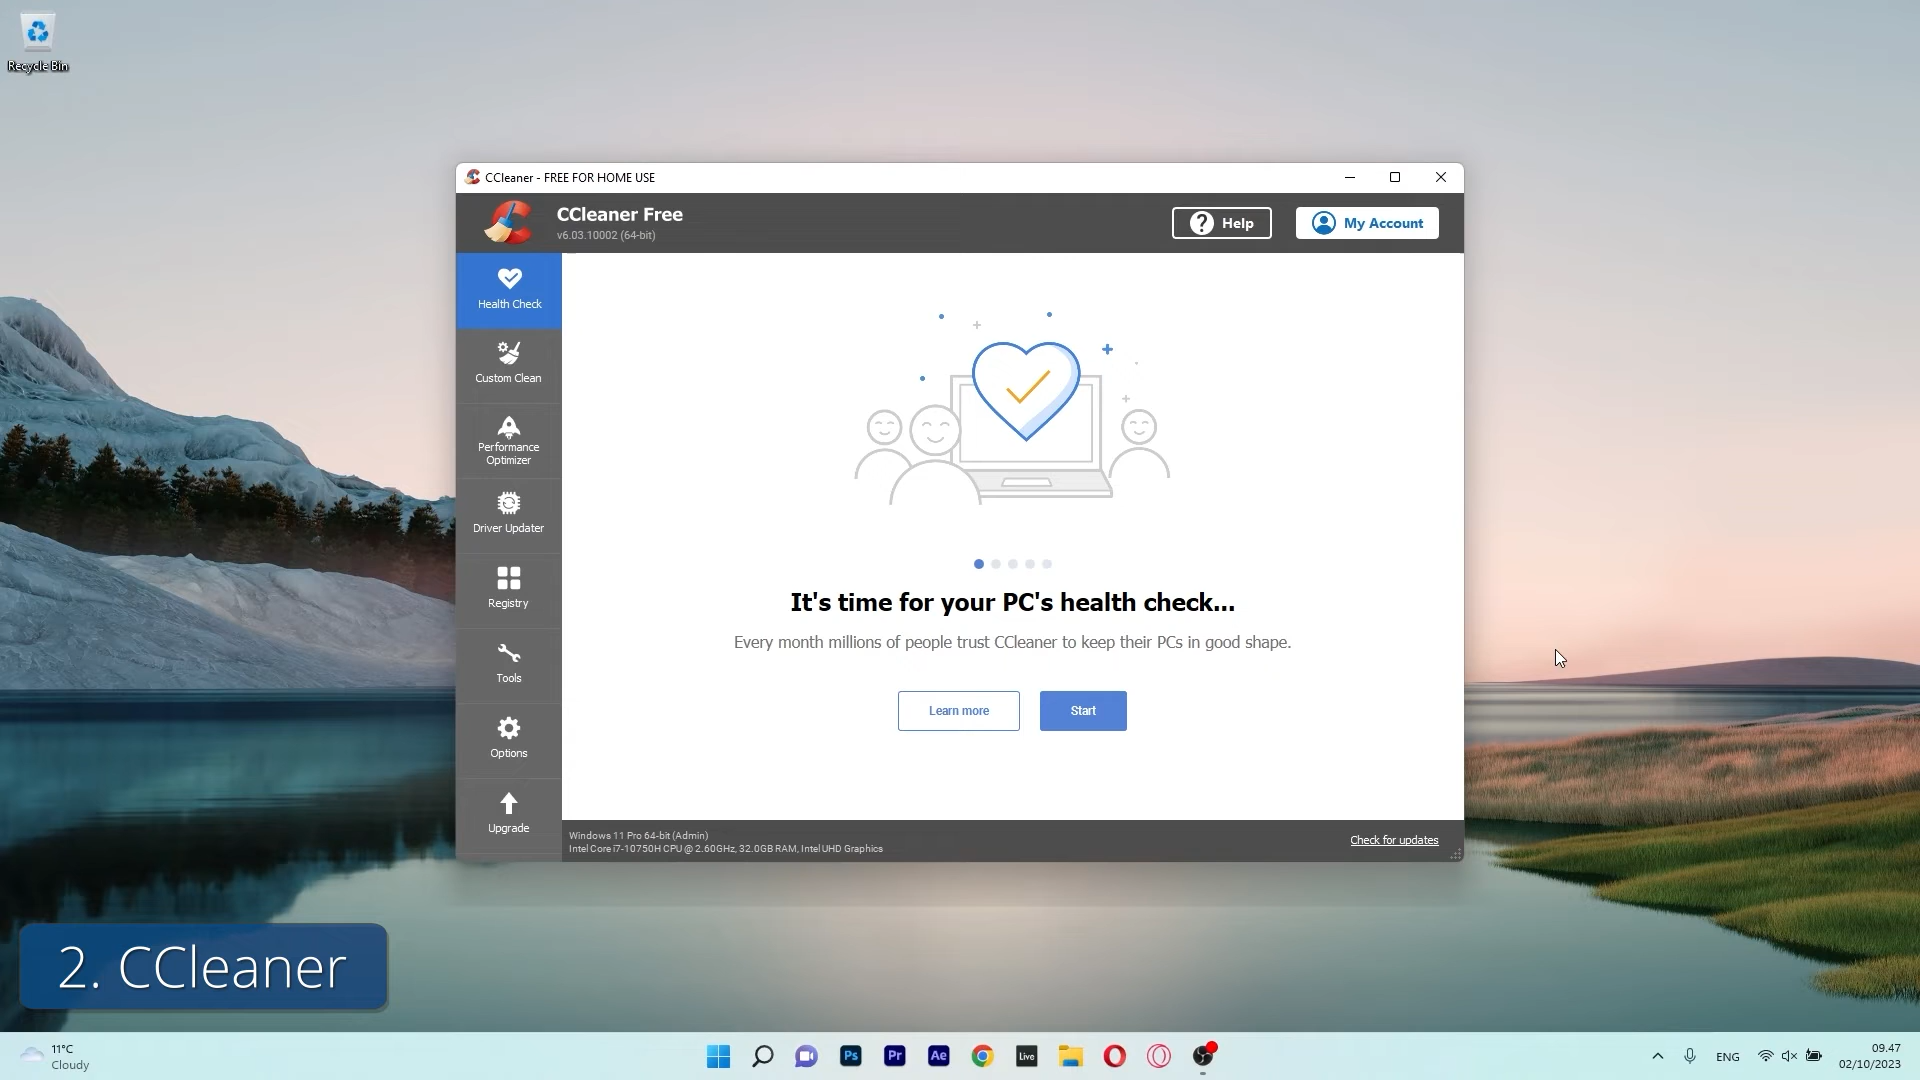 Recycle Bin
CCleaner - FREE FOR HOME USE
CCleaner Free
v6.03.10002 (64-bit)
Help
My Account
Health Check
Custom Clean
Performance
Optimizer
Driver Updater
Registry
Tools
Options
Upgrade
It's time for your PC's health check...
Every month millions of people trust CCleaner to keep their PCs in good shape.
Learn more
Start
Windows 11 Pro 64-bit (Admin)
Intel Core i7-10750H CPU @ 2.60GHz, 32.0GB RAM, Intel UHD Graphics
Check for updates
2. CCleaner
11°C
Cloudy
Ps
Pr
Ae
Live
ENG
09.47
02/10/2023